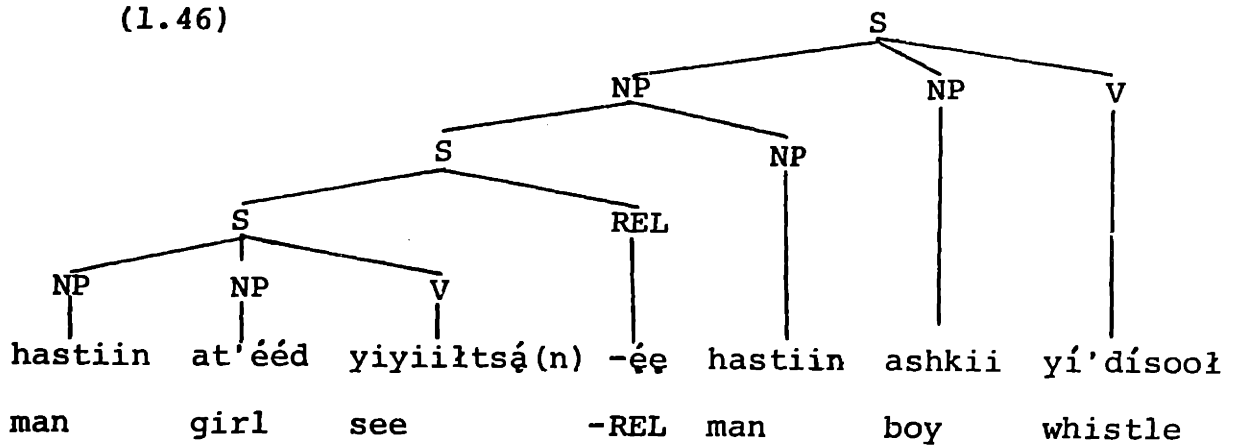 (1.46)
S
NP NP V
S NP
S REL
NP NP V
hastiin at'ééd yiyiiłtsą́(n) -ę́ę hastiin ashkii yí'dísooł
man girl see -REL man boy whistle